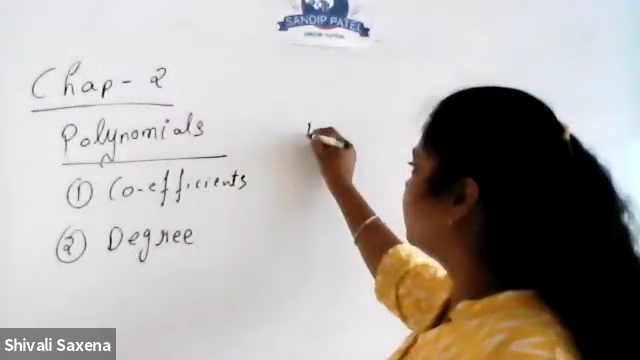 SANDIP PATEL
Chap - 2
Polynomials
① Co-efficients
② Degree
Shivali Saxena